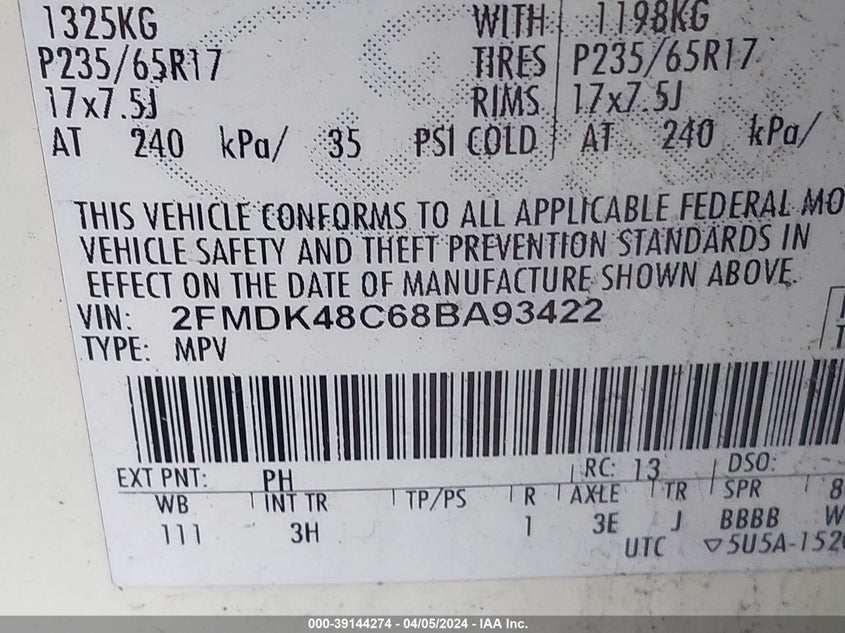 1325KG WITH 1198KG
P235/65R17 TIRES P235/65R17
17x7.5J RIMS 17x7.5J
AT 240 kPa/ 35 PSI COLD AT 240 kPa/
THIS VEHICLE CONFORMS TO ALL APPLICABLE FEDERAL MO
VEHICLE SAFETY AND THEFT PREVENTION STANDARDS IN
EFFECT ON THE DATE OF MANUFACTURE SHOWN ABOVE.
VIN: 2FMDK48C68BA93422
TYPE: MPV
EXT PNT: PH RC: 13 DSO:
WB INT TR TP/PS R AXLE TR SPR 8
111 3H 1 3E J BBBB W
UTC ▽5U5A-1520
000-39144274 - 04/05/2024 - IAA Inc.